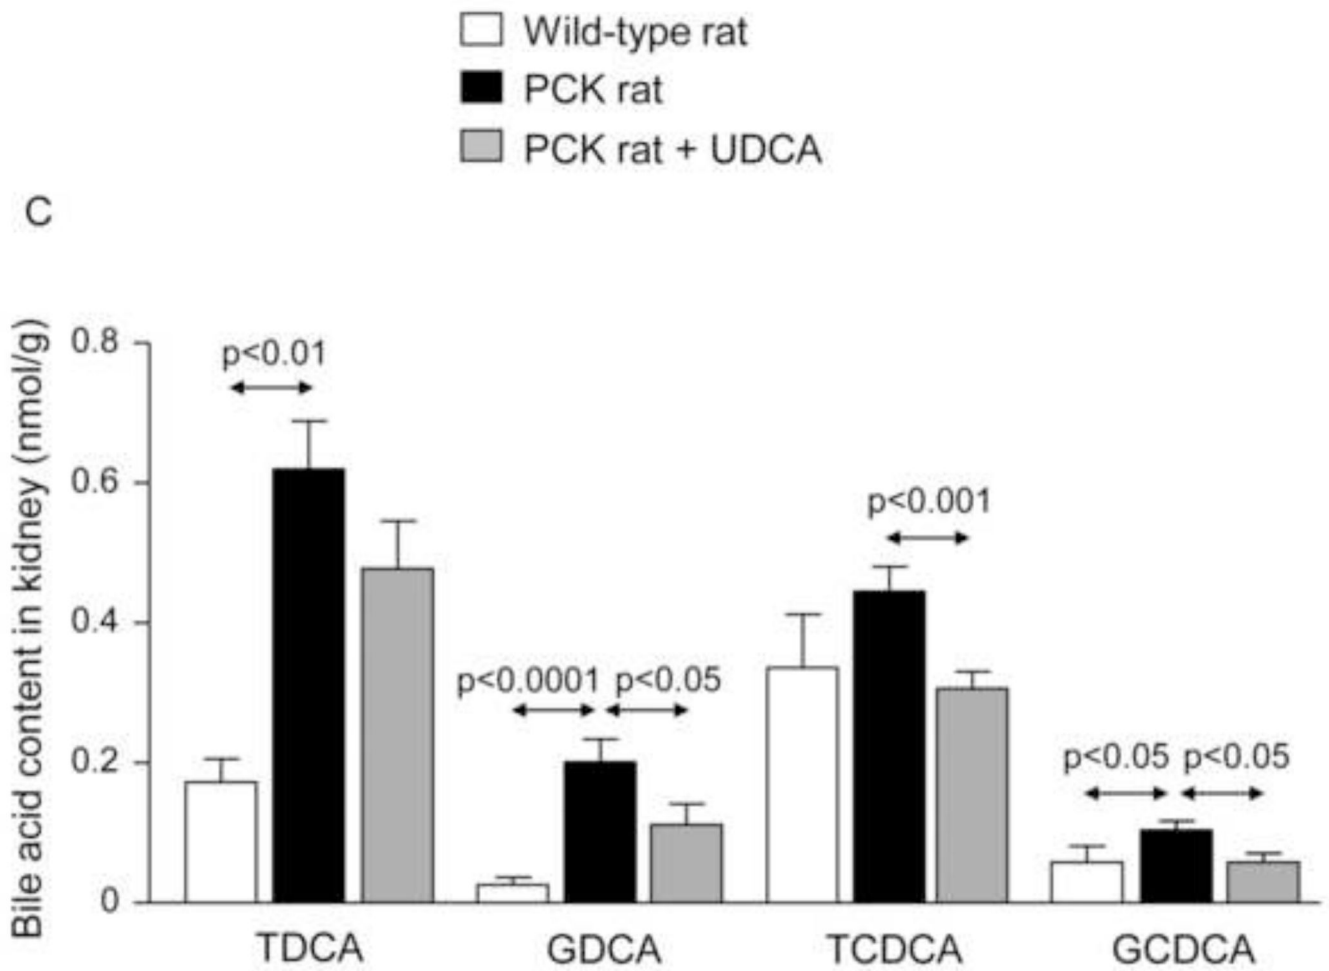 Wild-type rat
PCK rat
PCK rat + UDCA
C
Bile acid content in kidney (nmol/g)
0.8
0.6
0.4
0.2
0
p<0.01
p<0.0001 p<0.05
p<0.001
p<0.05 p<0.05
TDCA GDCA TCDCA GCDCA